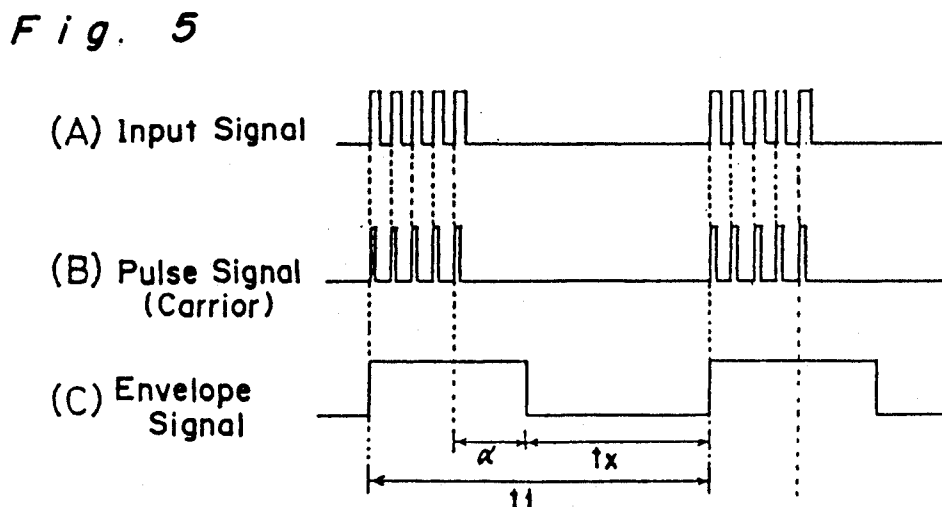 Fig. 5
(A) Input Signal
(B) Pulse Signal
(Carrior)
(C) Envelope
Signal
α tx
t1